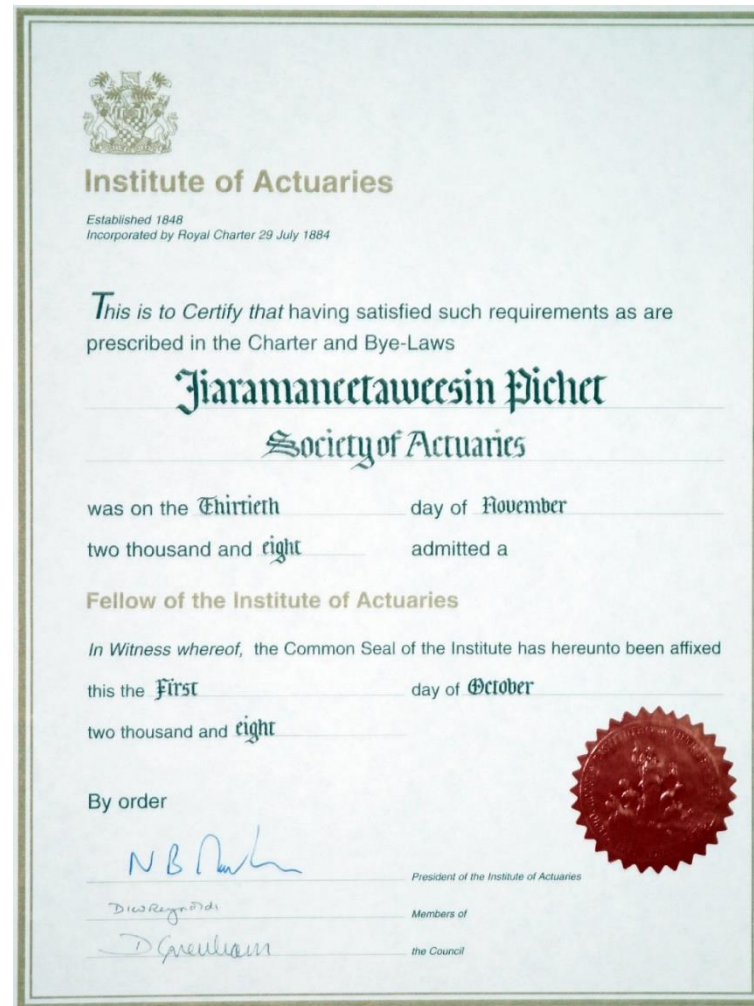 Institute of Actuaries
Established 1848
Incorporated by Royal Charter 29 July 1884
This is to Certify that having satisfied such requirements as are
prescribed in the Charter and Bye-Laws
Jiaramaneetaweesin Pichet
Society of Actuaries
was on the Thirtieth day of November
two thousand and eight admitted a
Fellow of the Institute of Actuaries
In Witness whereof, the Common Seal of the Institute has hereunto been affixed
this the First day of October
two thousand and eight
By order
N B
President of the Institute of Actuaries
D W Reynolds
Members of
D Grenham
the Council